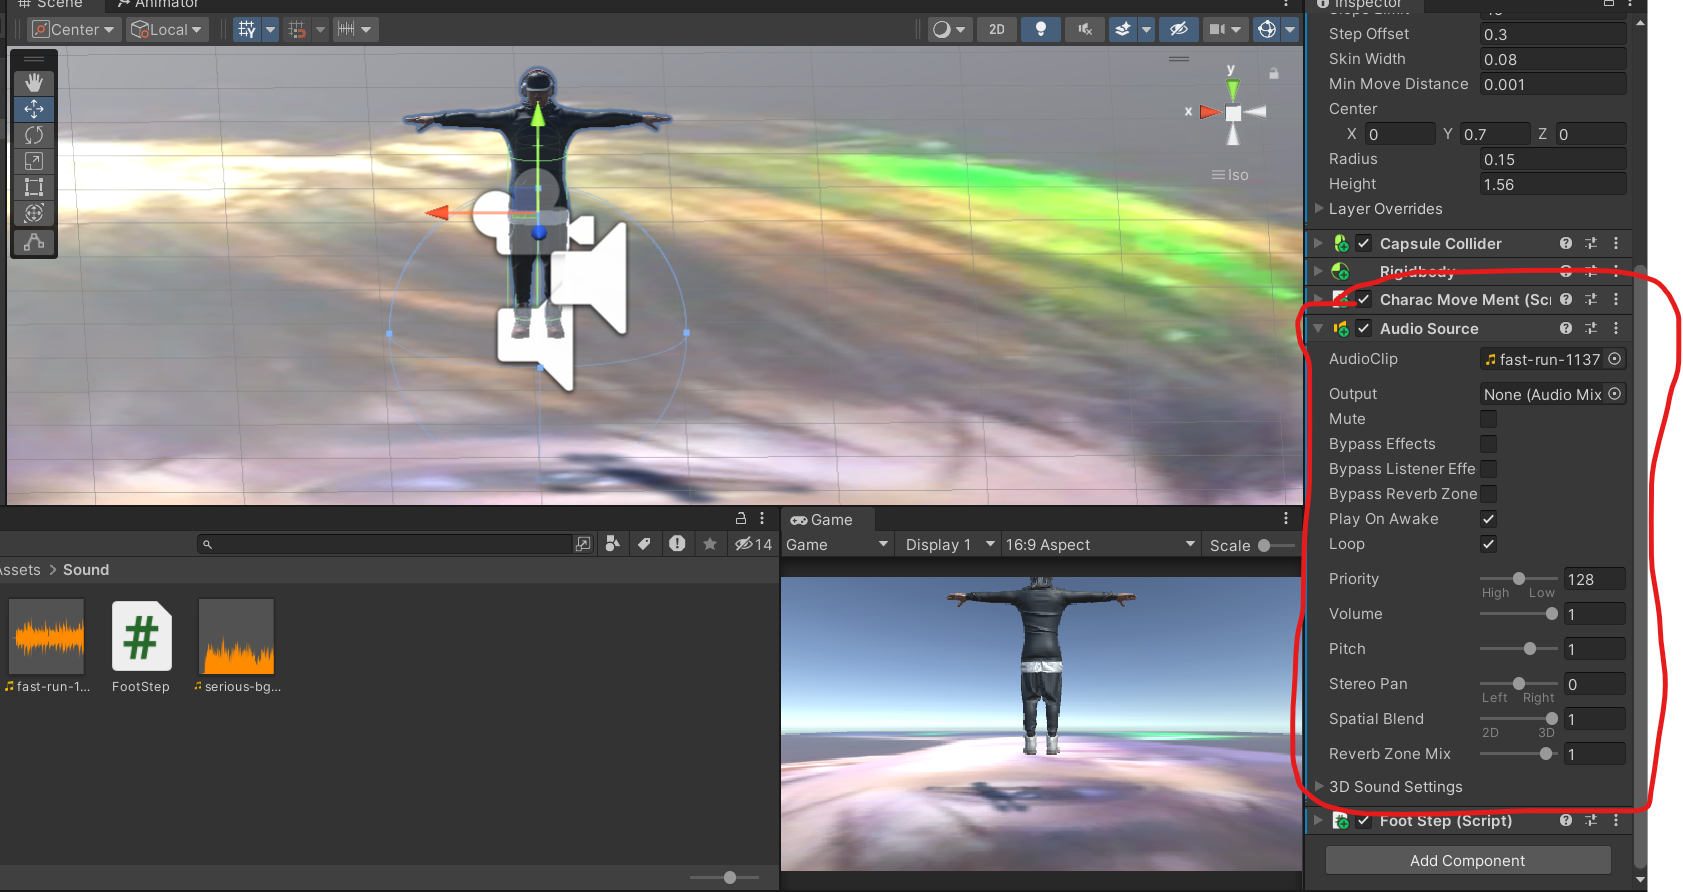 Scene
Animator
Inspector
Center
Local
2D
Step Offset
0.3
Skin Width
0.08
Min Move Distance
0.001
Center
X
0
Y
0.7
Z
0
Radius
0.15
Height
1.56
Layer Overrides
y
x
Iso
Capsule Collider
Rigidbody
Charac Move Ment (Scr
Audio Source
AudioClip
fast-run-1137
Output
None (Audio Mix
Mute
Bypass Effects
Bypass Listener Effe
Bypass Reverb Zone
Play On Awake
Loop
Priority
128
High
Low
Volume
1
Pitch
1
Stereo Pan
0
Left
Right
Spatial Blend
1
2D
3D
Reverb Zone Mix
1
3D Sound Settings
Foot Step (Script)
Add Component
14
Assets > Sound
fast-run-1...
FootStep
serious-bg...
Game
Game
Display 1
16:9 Aspect
Scale